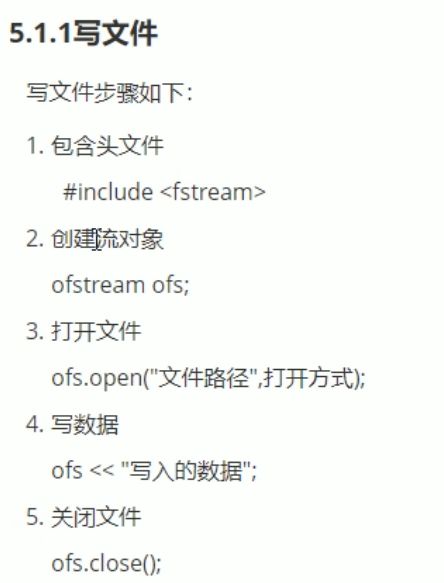 5.1.1写文件
写文件步骤如下：
1. 包含头文件
#include <fstream>
2. 创建流对象
ofstream ofs;
3. 打开文件
ofs.open("文件路径",打开方式);
4. 写数据
ofs << "写入的数据";
5. 关闭文件
ofs.close();